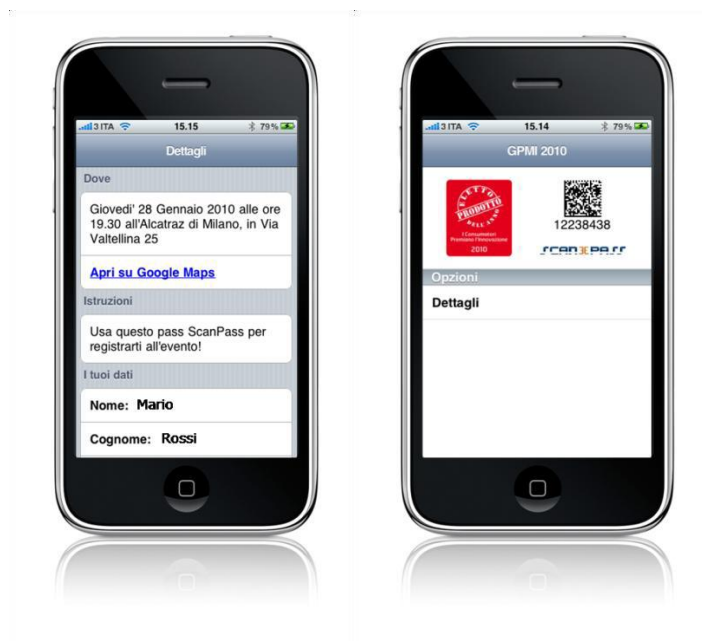 3 ITA 15.15 79%
Dettagli
Dove
Giovedi' 28 Gennaio 2010 alle ore
19.30 all'Alcatraz di Milano, in Via
Valtellina 25
Apri su Google Maps
Istruzioni
Usa questo pass ScanPass per
registrarti all'evento!
I tuoi dati
Nome: Mario
Cognome: Rossi
3 ITA 15.14 79%
GPMI 2010
ELETTO
PRODOTTO
DELL'ANNO
I Consumatori
Premiano l'Innovazione
2010
12238438
SCANPASS
Opzioni
Dettagli